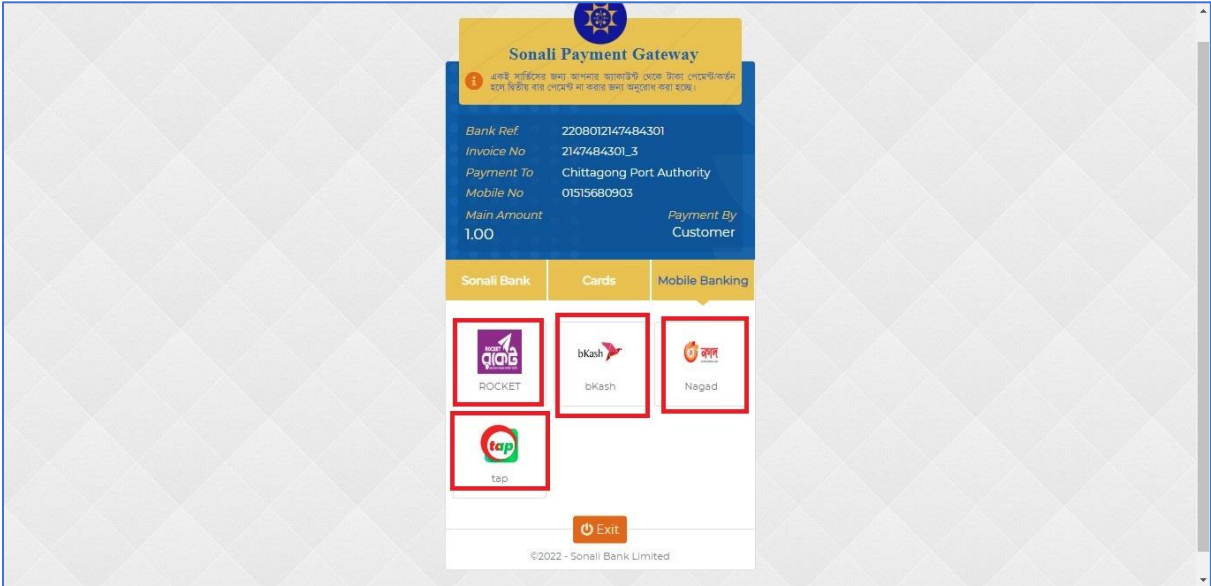 Sonali Payment Gateway
একই সার্ভিসের জন্য আপনার অ্যাকাউন্ট থেকে টাকা পেমেন্ট/কর্তন
হলে দ্বিতীয় বার পেমেন্ট না করার জন্য অনুরোধ করা হচ্ছে।
Bank Ref. 2208012147484301
Invoice No 2147484301_3
Payment To Chittagong Port Authority
Mobile No 01515680903
Main Amount Payment By
1.00 Customer
Sonali Bank Cards Mobile Banking
ROCKET
রকেট
bKash
নগদ
ROCKET bKash Nagad
tap
tap
Exit
©2022 - Sonali Bank Limited